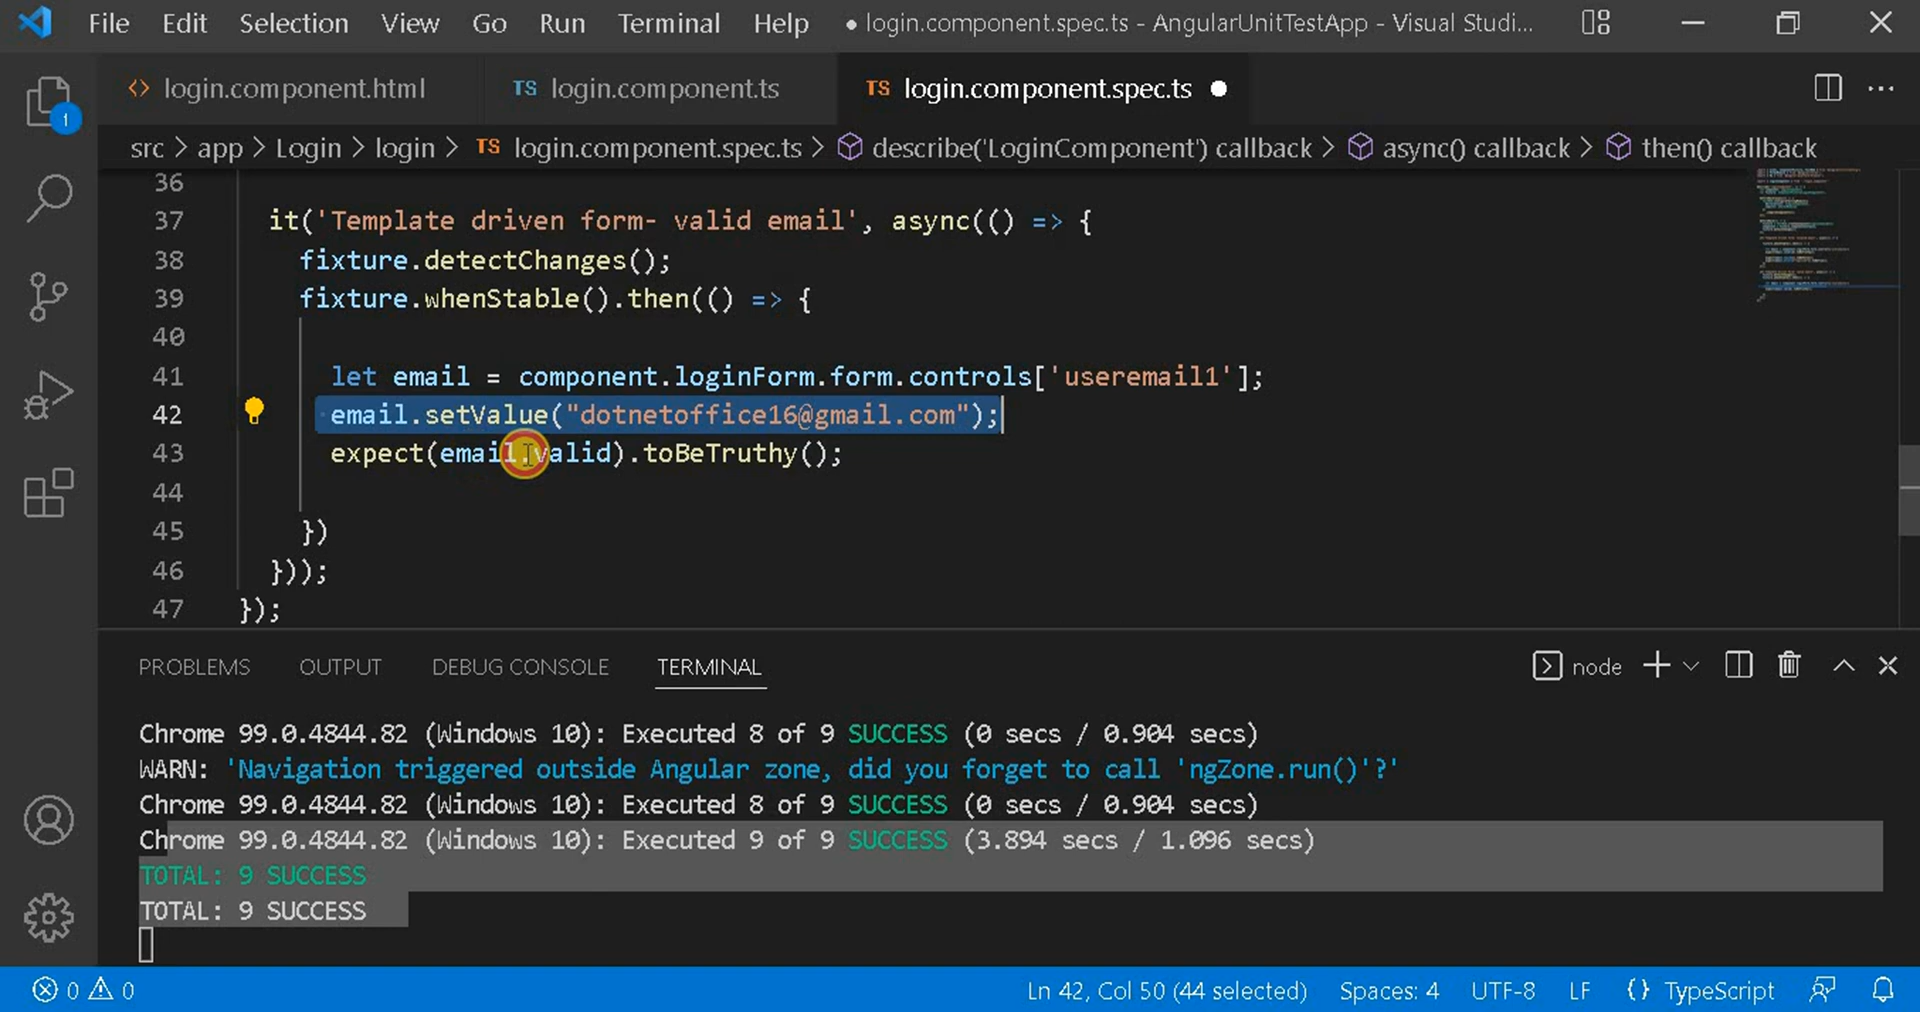 File Edit Selection View Go Run Terminal Help ● login.component.spec.ts - AngularUnitTestApp - Visual Studi...
<> login.component.html TS login.component.ts TS login.component.spec.ts ●
src > app > Login > login > TS login.component.spec.ts > describe('LoginComponent') callback > async() callback > then() callback
36
37 it('Template driven form- valid email', async(() => {
38 fixture.detectChanges();
39 fixture.whenStable().then(() => {
40
41 let email = component.loginForm.form.controls['useremail1'];
42 email.setValue("dotnetoffice16@gmail.com");
43 expect(email.valid).toBeTruthy();
44
45 })
46 }));
47 });
1
PROBLEMS OUTPUT DEBUG CONSOLE TERMINAL node
Chrome 99.0.4844.82 (Windows 10): Executed 8 of 9 SUCCESS (0 secs / 0.904 secs)
WARN: 'Navigation triggered outside Angular zone, did you forget to call 'ngZone.run()'?'
Chrome 99.0.4844.82 (Windows 10): Executed 8 of 9 SUCCESS (0 secs / 0.904 secs)
Chrome 99.0.4844.82 (Windows 10): Executed 9 of 9 SUCCESS (3.894 secs / 1.096 secs)
TOTAL: 9 SUCCESS
TOTAL: 9 SUCCESS
0 0 Ln 42, Col 50 (44 selected) Spaces: 4 UTF-8 LF {} TypeScript